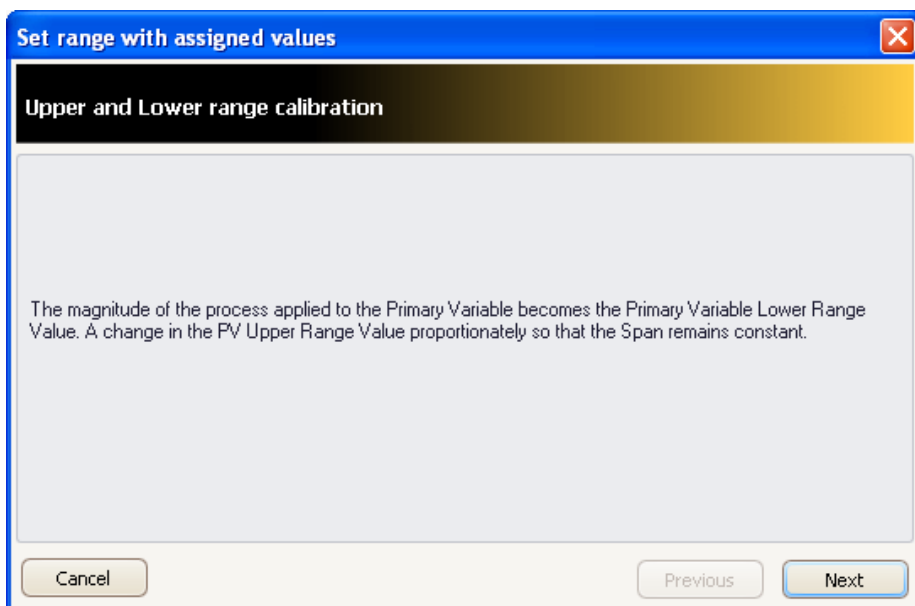 Set range with assigned values
Upper and Lower range calibration
The magnitude of the process applied to the Primary Variable becomes the Primary Variable Lower Range
Value. A change in the PV Upper Range Value proportionately so that the Span remains constant.
Cancel
Previous
Next